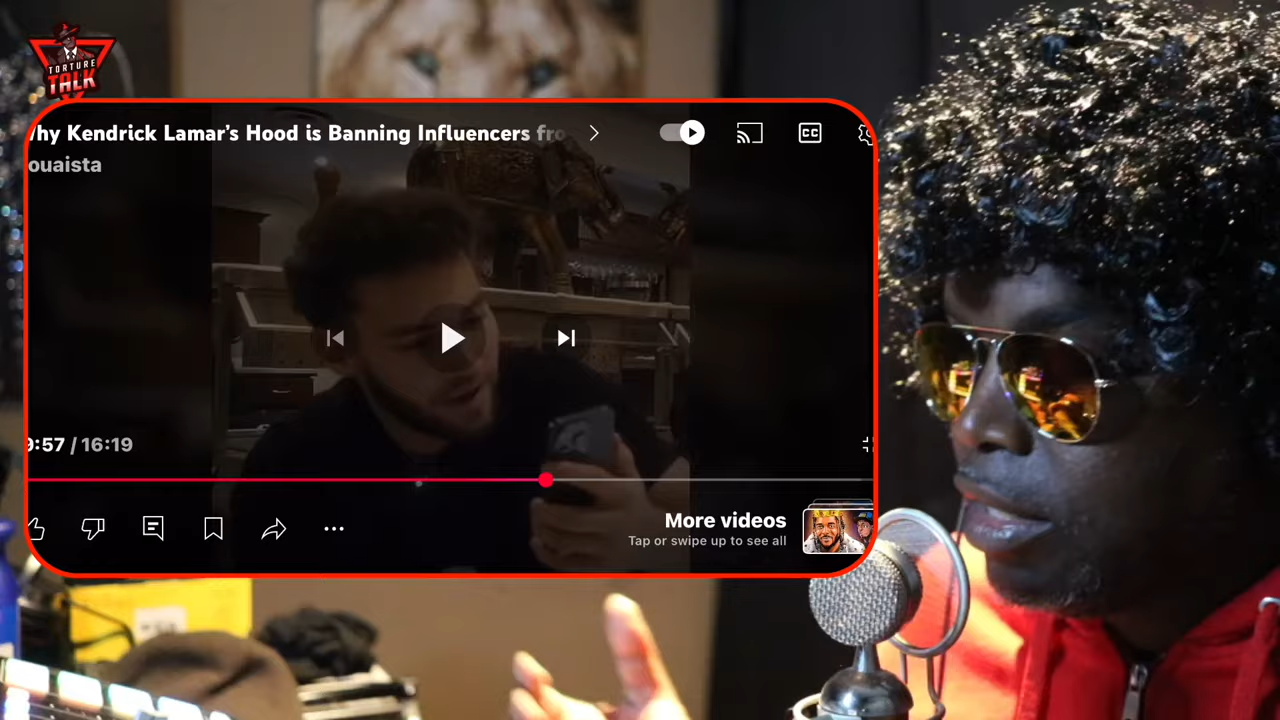 TORTURE
TALK
hy Kendrick Lamar's Hood is Banning Influencers fro
ouaista
CC
9:57 / 16:19
More videos
Tap or swipe up to see all